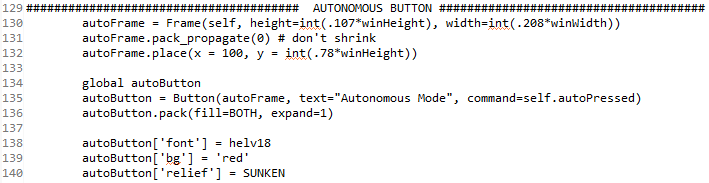 129 ####################################### AUTONOMOUS BUTTON ######################################
130 autoFrame = Frame(self, height=int(.107*winHeight), width=int(.208*winWidth))
131 autoFrame.pack_propagate(0) # don't shrink
132 autoFrame.place(x = 100, y = int(.78*winHeight))
133
134 global autoButton
135 autoButton = Button(autoFrame, text="Autonomous Mode", command=self.autoPressed)
136 autoButton.pack(fill=BOTH, expand=1)
137
138 autoButton['font'] = helv18
139 autoButton['bg'] = 'red'
140 autoButton['relief'] = SUNKEN